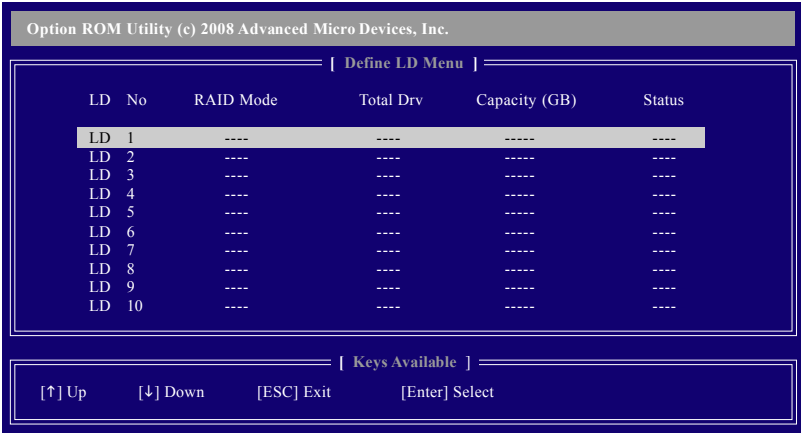 Option ROM Utility (c) 2008 Advanced Micro Devices, Inc.
[ Define LD Menu ]
LD No RAID Mode Total Drv Capacity (GB) Status
LD 1 ---- ---- ----- ----
LD 2 ---- ---- ----- ----
LD 3 ---- ---- ----- ----
LD 4 ---- ---- ----- ----
LD 5 ---- ---- ----- ----
LD 6 ---- ---- ----- ----
LD 7 ---- ---- ----- ----
LD 8 ---- ---- ----- ----
LD 9 ---- ---- ----- ----
LD 10 ---- ---- ----- ----
[ Keys Available ]
[↑] Up [↓] Down [ESC] Exit [Enter] Select